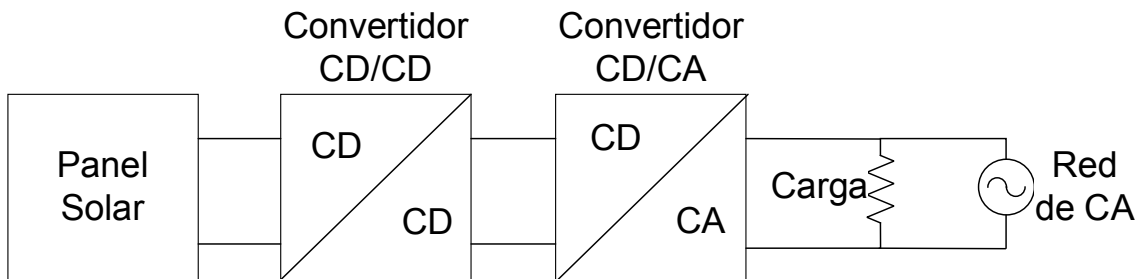 Convertidor
CD/CD
Convertidor
CD/CA
Panel
Solar
CD
CD
CD
CA
Carga
Red
de CA